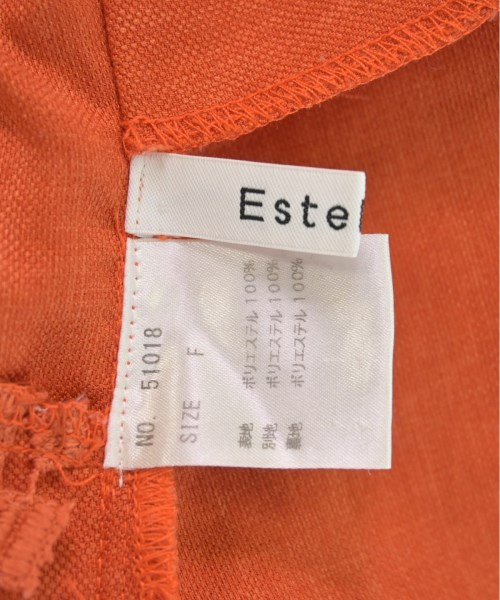 Este
NO. 51018
SIZE F
表地 ポリエステル 100%
別地 ポリエステル 100%
裏地 ポリエステル 100%